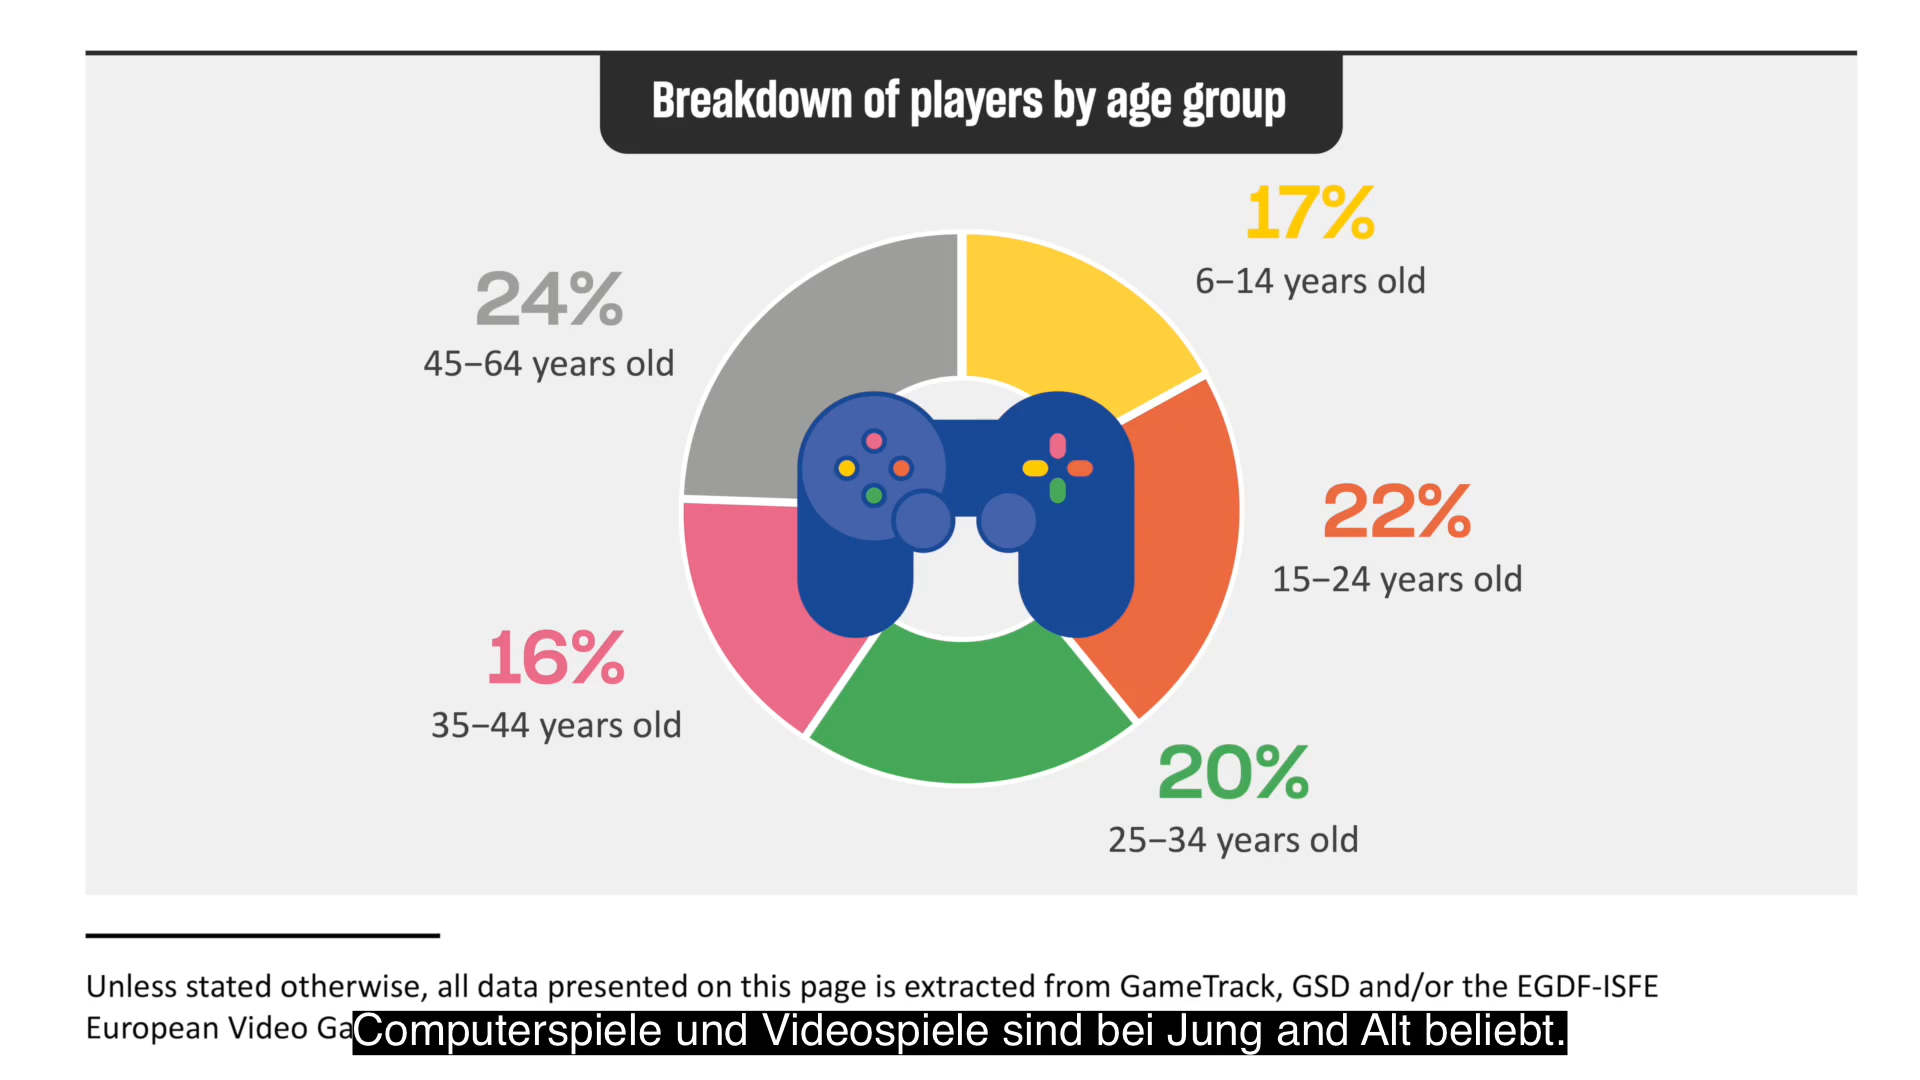 Breakdown of players by age group
17%
6–14 years old
24%
45–64 years old
22%
15–24 years old
16%
35–44 years old
20%
25–34 years old
Unless stated otherwise, all data presented on this page is extracted from GameTrack, GSD and/or the EGDF-ISFE
European Video
Computerspiele und Videospiele sind bei Jung and Alt beliebt.